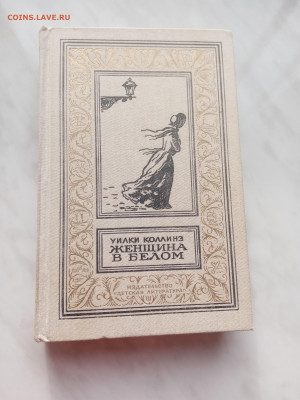 COINS.LAVE.RU
УИЛКИ КОЛЛИНЗ
ЖЕНЩИНА
В БЕЛОМ
ИЗДАТЕЛЬСТВО
«ДЕТСКАЯ ЛИТЕРАТУРА»